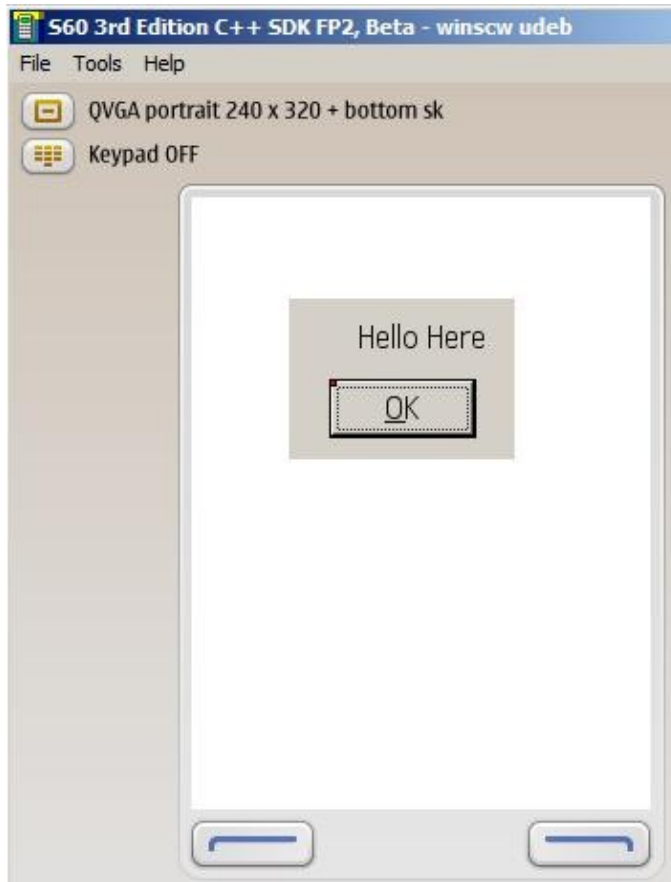 S60 3rd Edition C++ SDK FP2, Beta - winscw udeb
File Tools Help
QVGA portrait 240 x 320 + bottom sk
Keypad OFF
Hello Here
OK